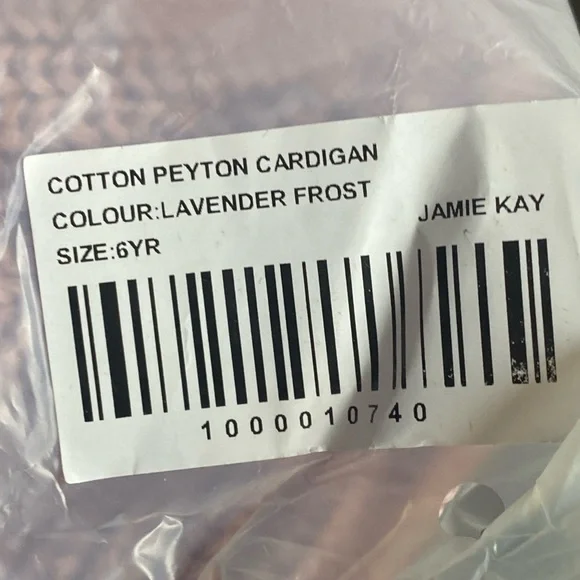 COTTON PEYTON CARDIGAN
COLOUR:LAVENDER FROST
JAMIE KAY
SIZE:6YR
1000010740